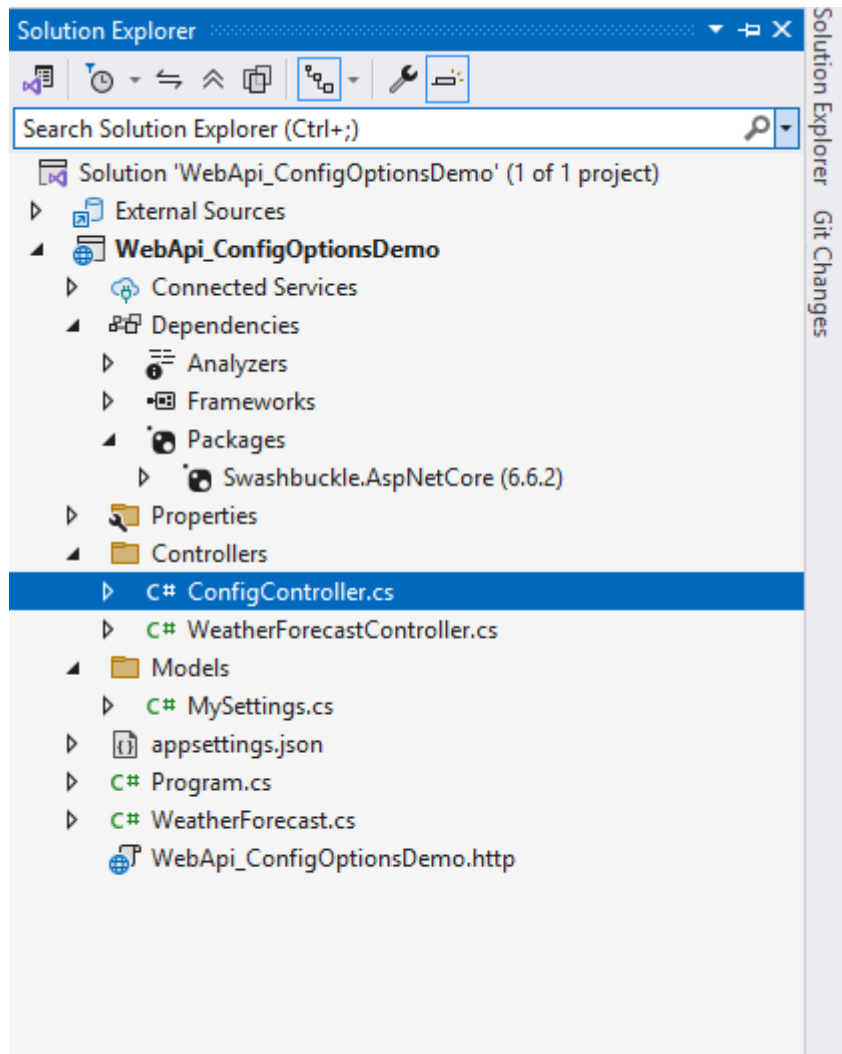 Solution Explorer
Search Solution Explorer (Ctrl+;)
Solution 'WebApi_ConfigOptionsDemo' (1 of 1 project)
External Sources
WebApi_ConfigOptionsDemo
Connected Services
Dependencies
Analyzers
Frameworks
Packages
Swashbuckle.AspNetCore (6.6.2)
Properties
Controllers
C# ConfigController.cs
C# WeatherForecastController.cs
Models
C# MySettings.cs
appsettings.json
C# Program.cs
C# WeatherForecast.cs
WebApi_ConfigOptionsDemo.http
Solution Explorer
Git Changes